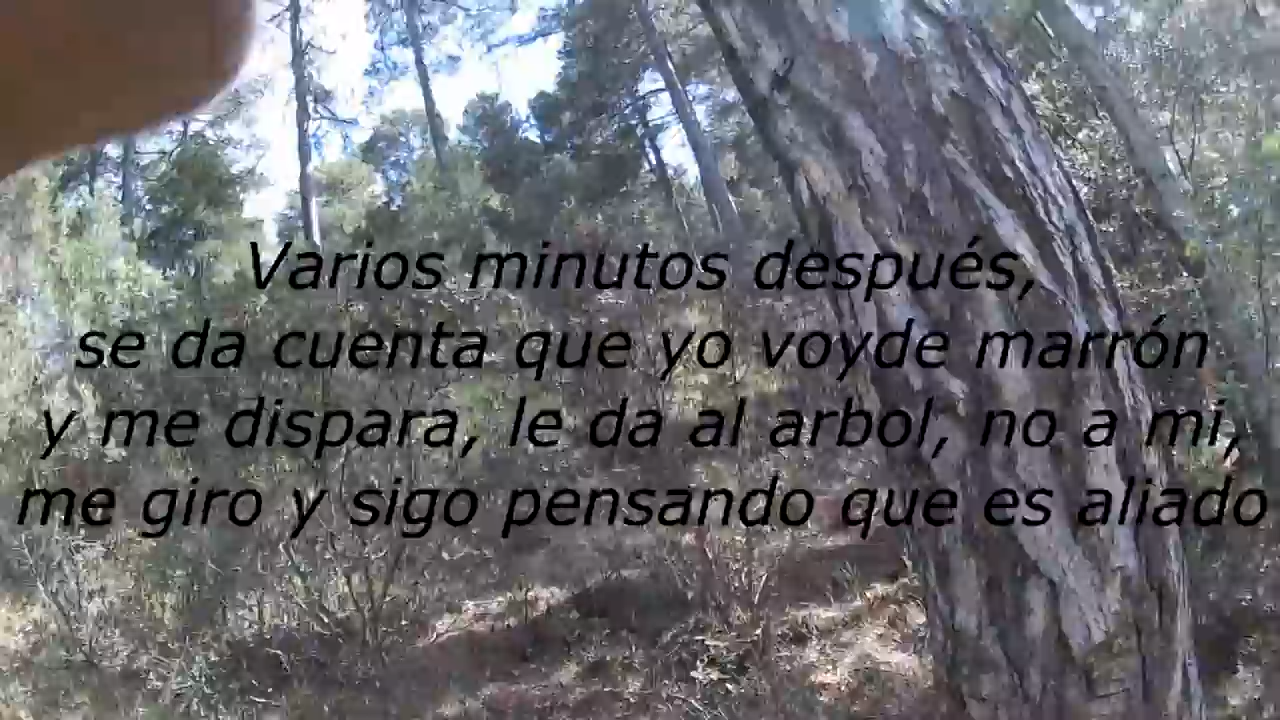 Varios minutos después,
se da cuenta que yo voyde marrón
y me dispara, le da al arbol, no a mi,
me giro y sigo pensando que es aliado